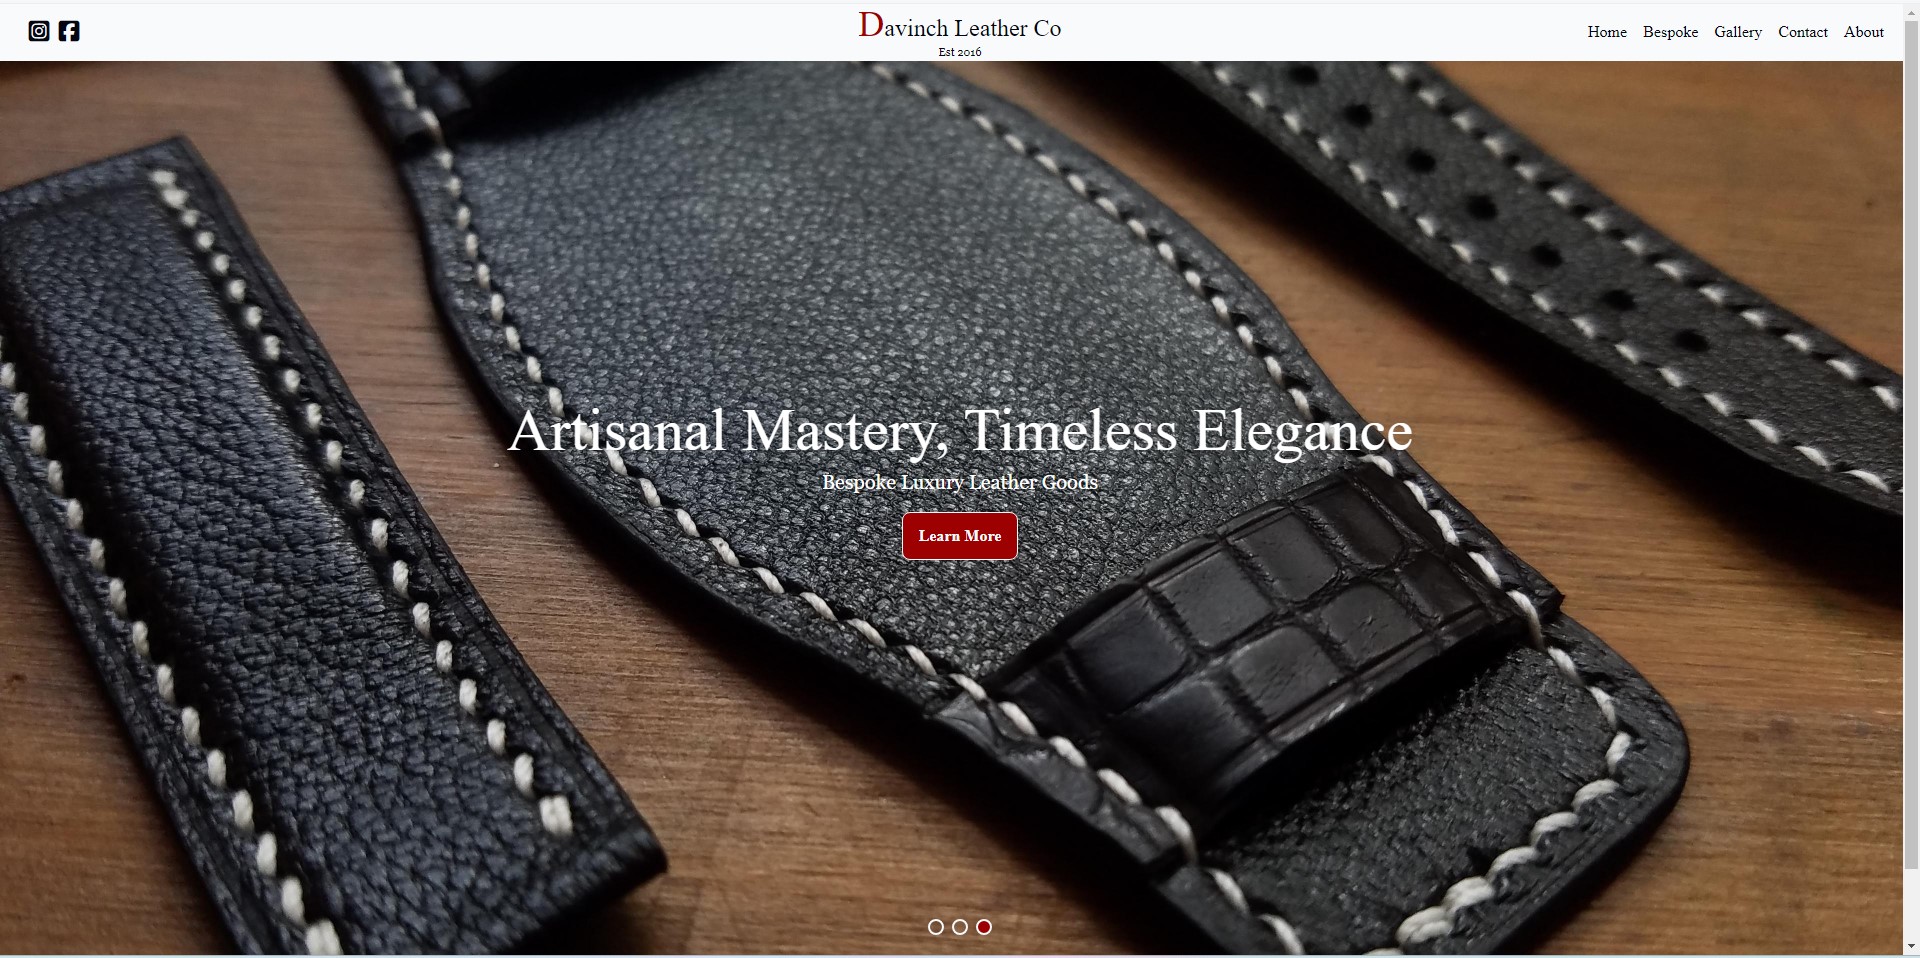 Davinch Leather Co
Est 2016
Home Bespoke Gallery Contact About
Artisanal Mastery, Timeless Elegance
Bespoke Luxury Leather Goods
Learn More